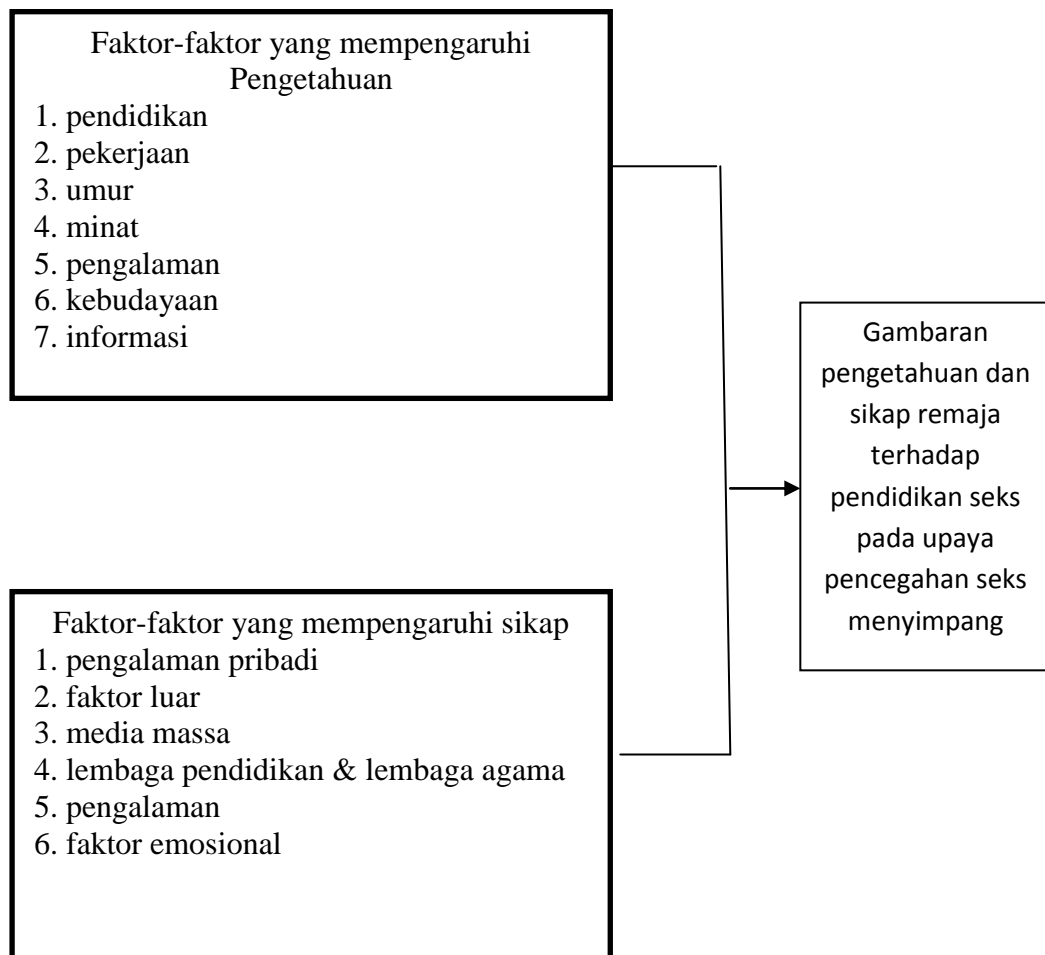 Faktor-faktor yang mempengaruhi
Pengetahuan
1. pendidikan
2. pekerjaan
3. umur
4. minat
5. pengalaman
6. kebudayaan
7. informasi
Gambaran
pengetahuan dan
sikap remaja
terhadap
pendidikan seks
pada upaya
pencegahan seks
menyimpang
Faktor-faktor yang mempengaruhi sikap
1. pengalaman pribadi
2. faktor luar
3. media massa
4. lembaga pendidikan & lembaga agama
5. pengalaman
6. faktor emosional